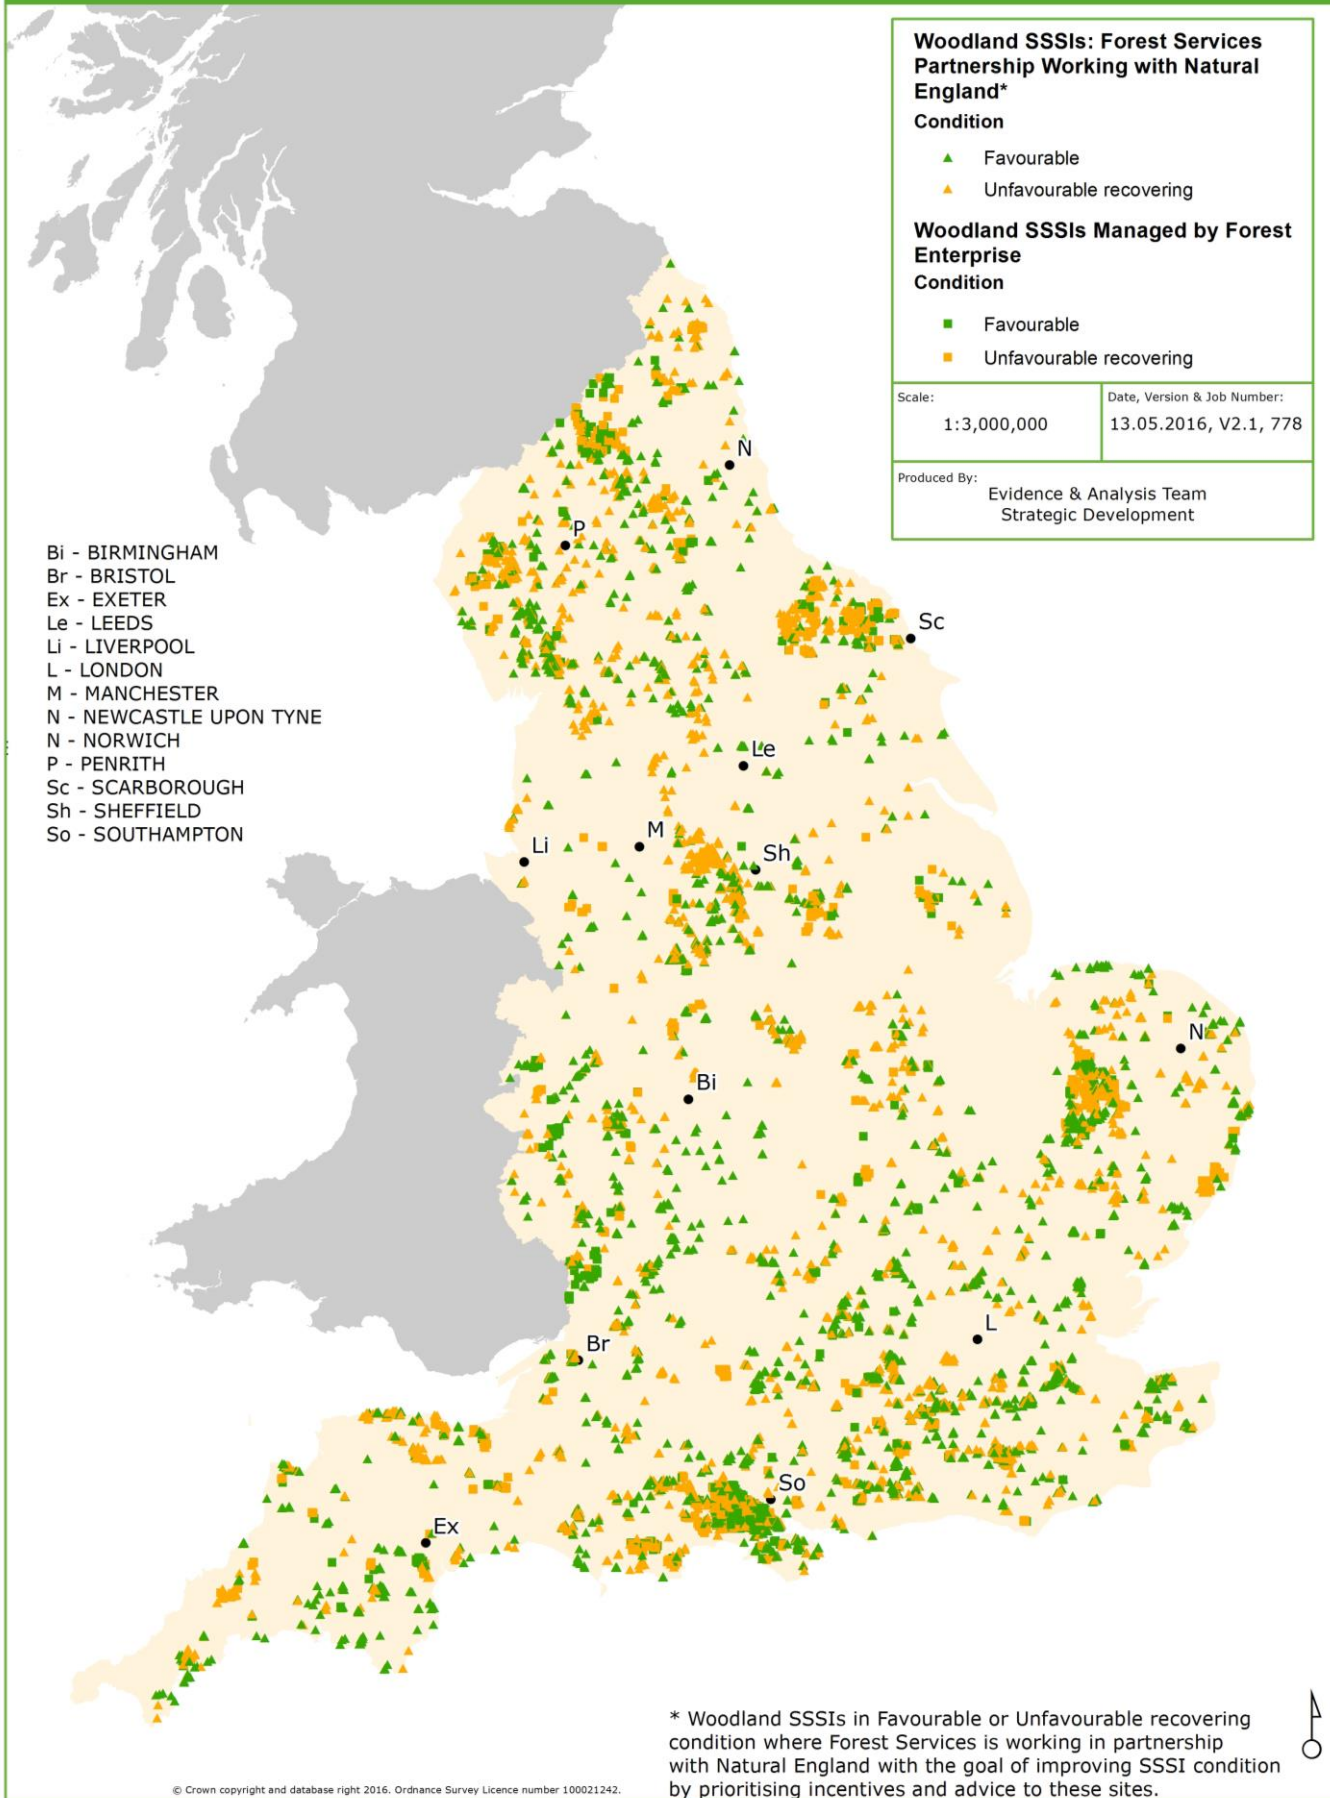 Woodland SSSIs: Forest Services
Partnership Working with Natural
England*
Condition
Favourable
Unfavourable recovering
Woodland SSSIs Managed by Forest
Enterprise
Condition
Favourable
Unfavourable recovering
Scale:
1:3,000,000
Date, Version & Job Number:
13.05.2016, V2.1, 778
Produced By:
Evidence & Analysis Team
Strategic Development
Bi - BIRMINGHAM
Br - BRISTOL
Ex - EXETER
Le - LEEDS
Li - LIVERPOOL
L - LONDON
M - MANCHESTER
N - NEWCASTLE UPON TYNE
N - NORWICH
P - PENRITH
Sc - SCARBOROUGH
Sh - SHEFFIELD
So - SOUTHAMPTON
N
P
Sc
Le
M
Li
Sh
N
Bi
L
Br
So
Ex
* Woodland SSSIs in Favourable or Unfavourable recovering
condition where Forest Services is working in partnership
with Natural England with the goal of improving SSSI condition
by prioritising incentives and advice to these sites.
© Crown copyright and database right 2016. Ordnance Survey Licence number 100021242.